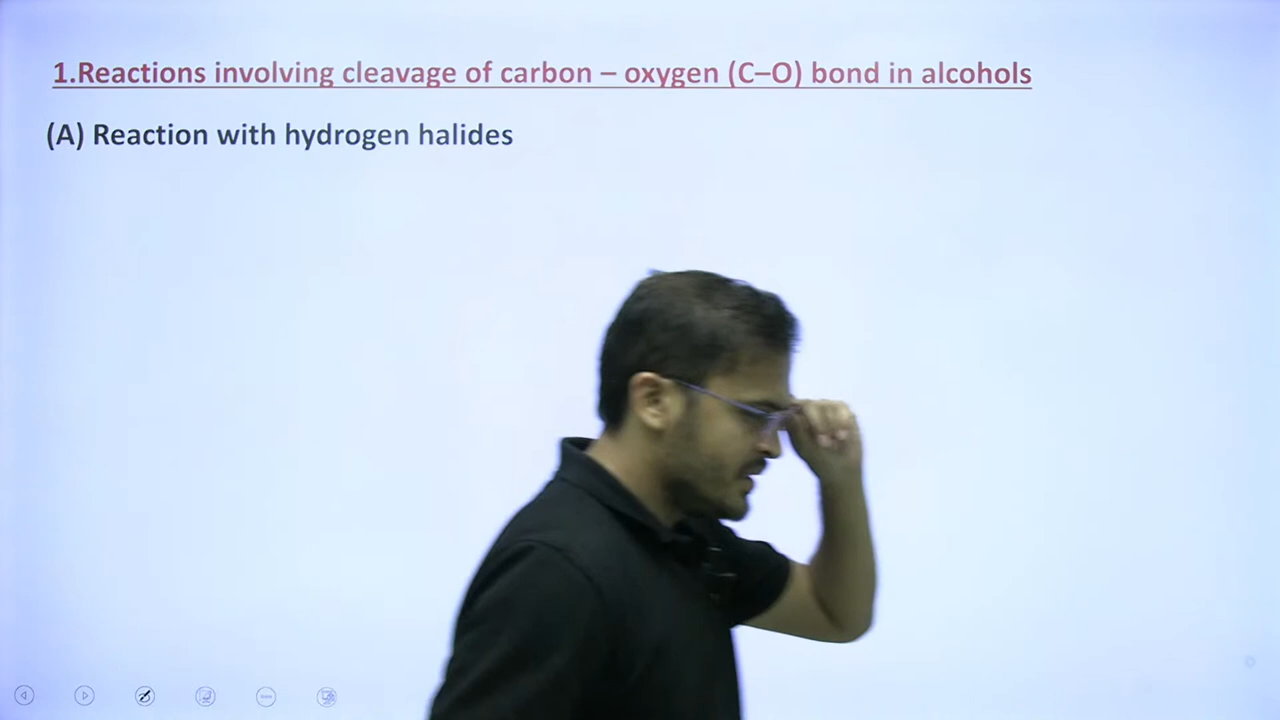 1.Reactions involving cleavage of carbon – oxygen (C–O) bond in alcohols
(A) Reaction with hydrogen halides